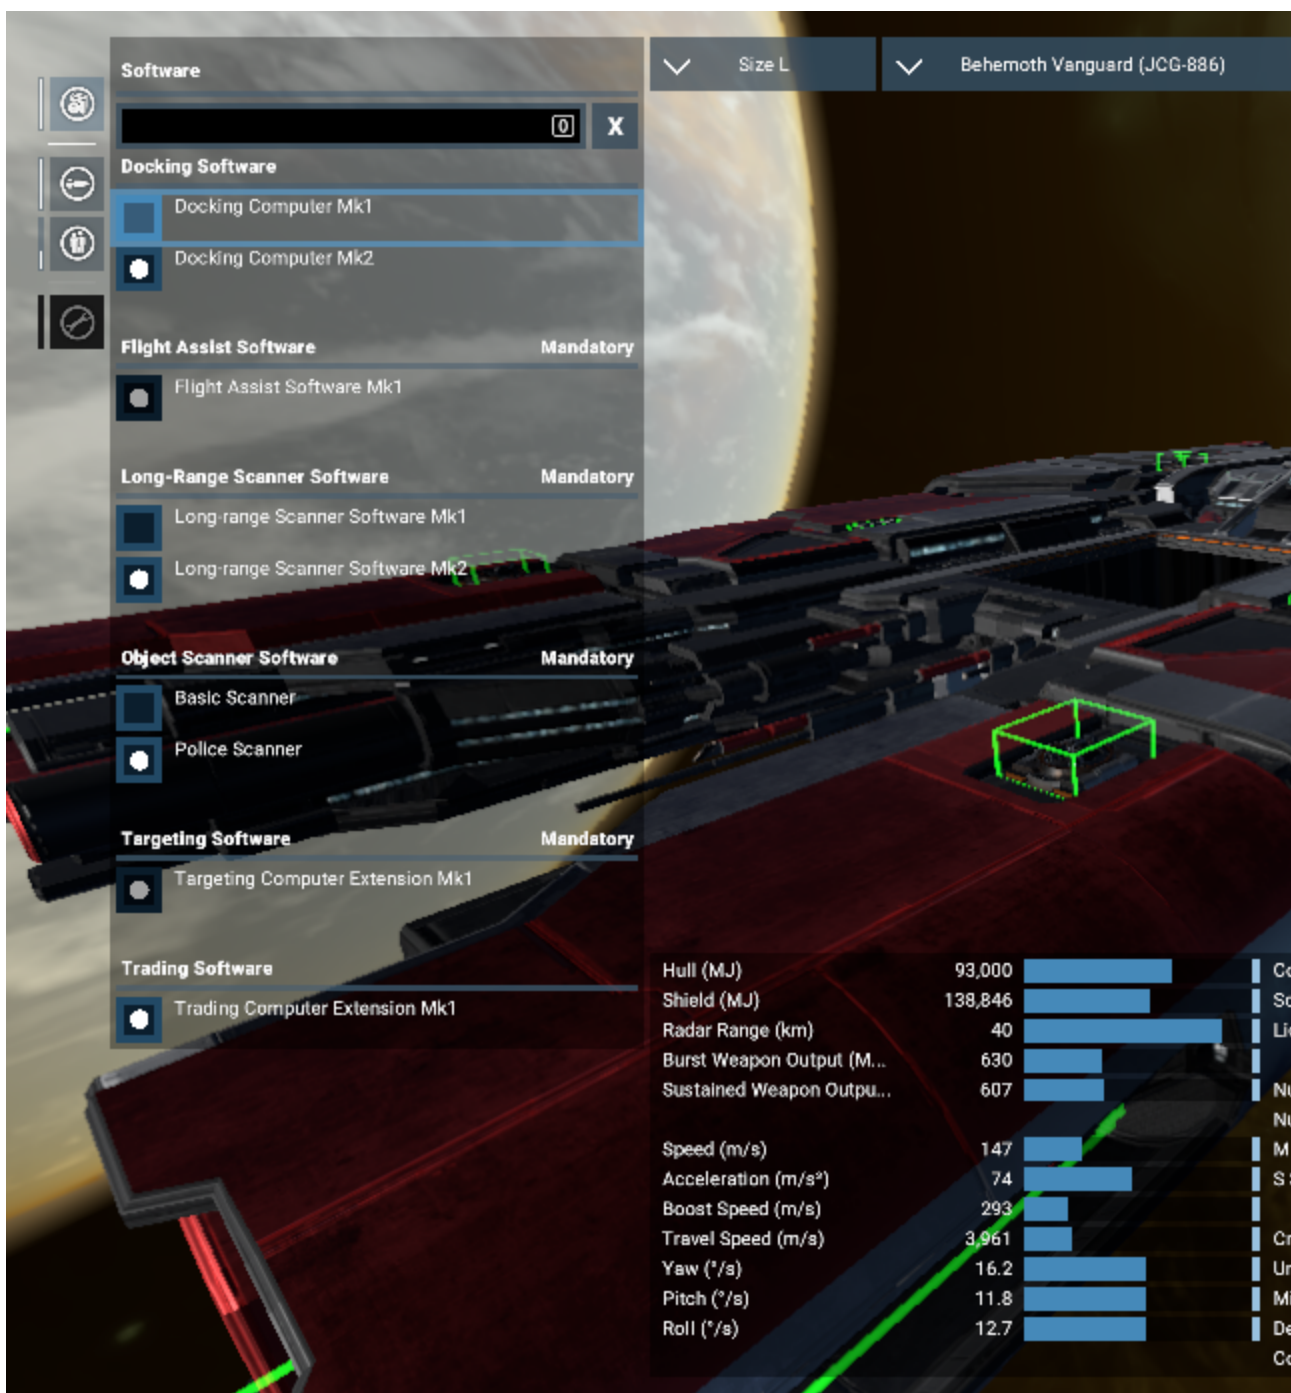 Software
Size L
Behemoth Vanguard (JCG-886)
0
X
Docking Software
Docking Computer Mk1
Docking Computer Mk2
Flight Assist Software Mandatory
Flight Assist Software Mk1
Long-Range Scanner Software Mandatory
Long-range Scanner Software Mk1
Long-range Scanner Software Mk2
Object Scanner Software Mandatory
Basic Scanner
Police Scanner
Targeting Software Mandatory
Targeting Computer Extension Mk1
Trading Software
Trading Computer Extension Mk1
Hull (MJ) 93,000
Shield (MJ) 138,846
Radar Range (km) 40
Burst Weapon Output (M... 630
Sustained Weapon Outpu... 607
Speed (m/s) 147
Acceleration (m/s²) 74
Boost Speed (m/s) 293
Travel Speed (m/s) 3,961
Yaw (°/s) 16.2
Pitch (°/s) 11.8
Roll (°/s) 12.7